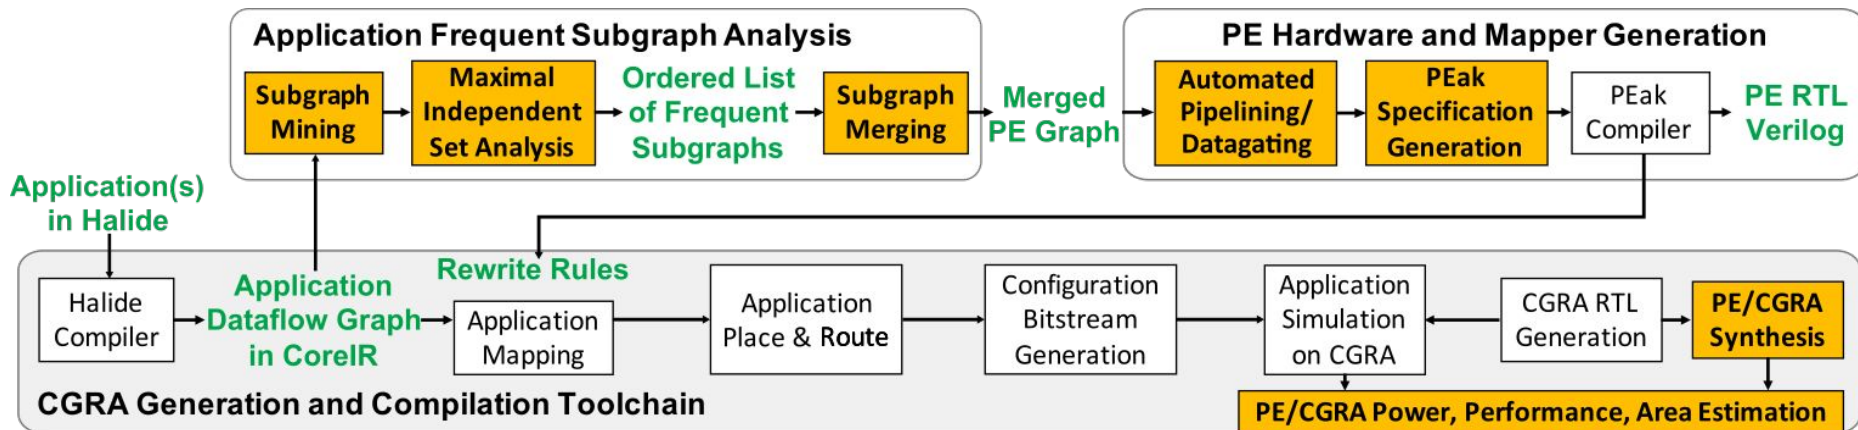 Application Frequent Subgraph Analysis
Subgraph
Mining
Maximal
Independent
Set Analysis
Ordered List
of Frequent
Subgraphs
Subgraph
Merging
Merged
PE Graph
PE Hardware and Mapper Generation
Automated
Pipelining/
Datagating
PEak
Specification
Generation
PEak
Compiler
PE RTL
Verilog
Application(s)
in Halide
Halide
Compiler
Application
Dataflow Graph
in CoreIR
Rewrite Rules
Application
Mapping
Application
Place & Route
Configuration
Bitstream
Generation
Application
Simulation
on CGRA
CGRA RTL
Generation
PE/CGRA
Synthesis
CGRA Generation and Compilation Toolchain
PE/CGRA Power, Performance, Area Estimation